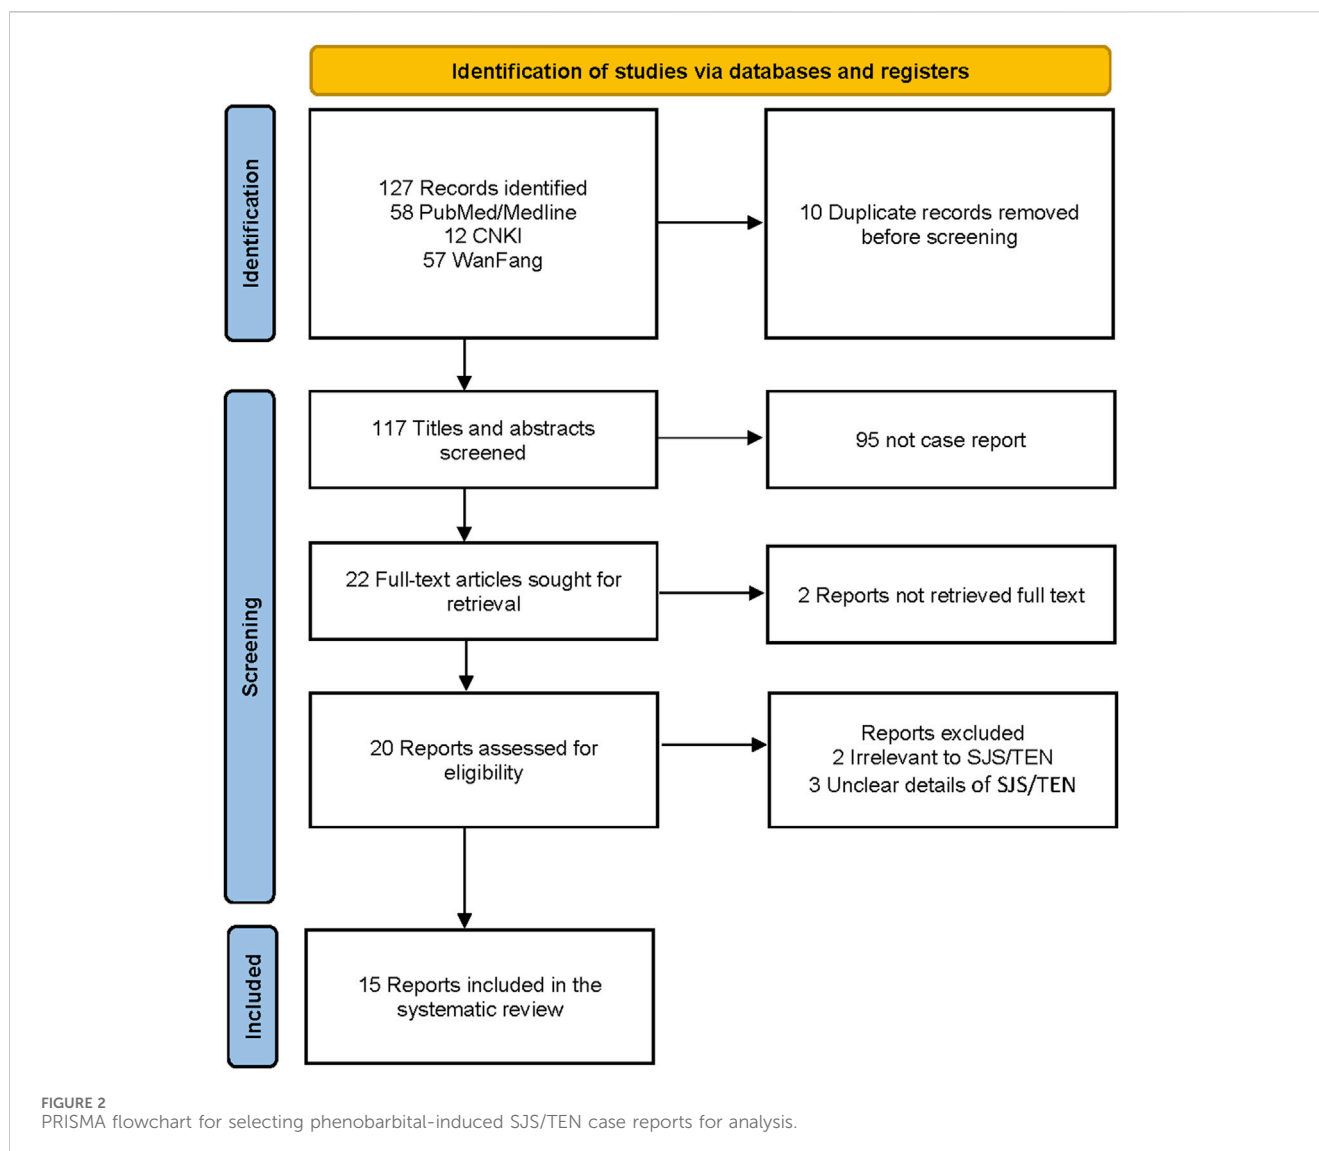 Identification of studies via databases and registers
Identification
127 Records identified
58 PubMed/Medline
12 CNKI
57 WanFang
10 Duplicate records removed
before screening
Screening
117 Titles and abstracts
screened
95 not case report
22 Full-text articles sought for
retrieval
2 Reports not retrieved full text
20 Reports assessed for
eligibility
Reports excluded
2 Irrelevant to SJS/TEN
3 Unclear details of SJS/TEN
Included
15 Reports included in the
systematic review
FIGURE 2
PRISMA flowchart for selecting phenobarbital-induced SJS/TEN case reports for analysis.